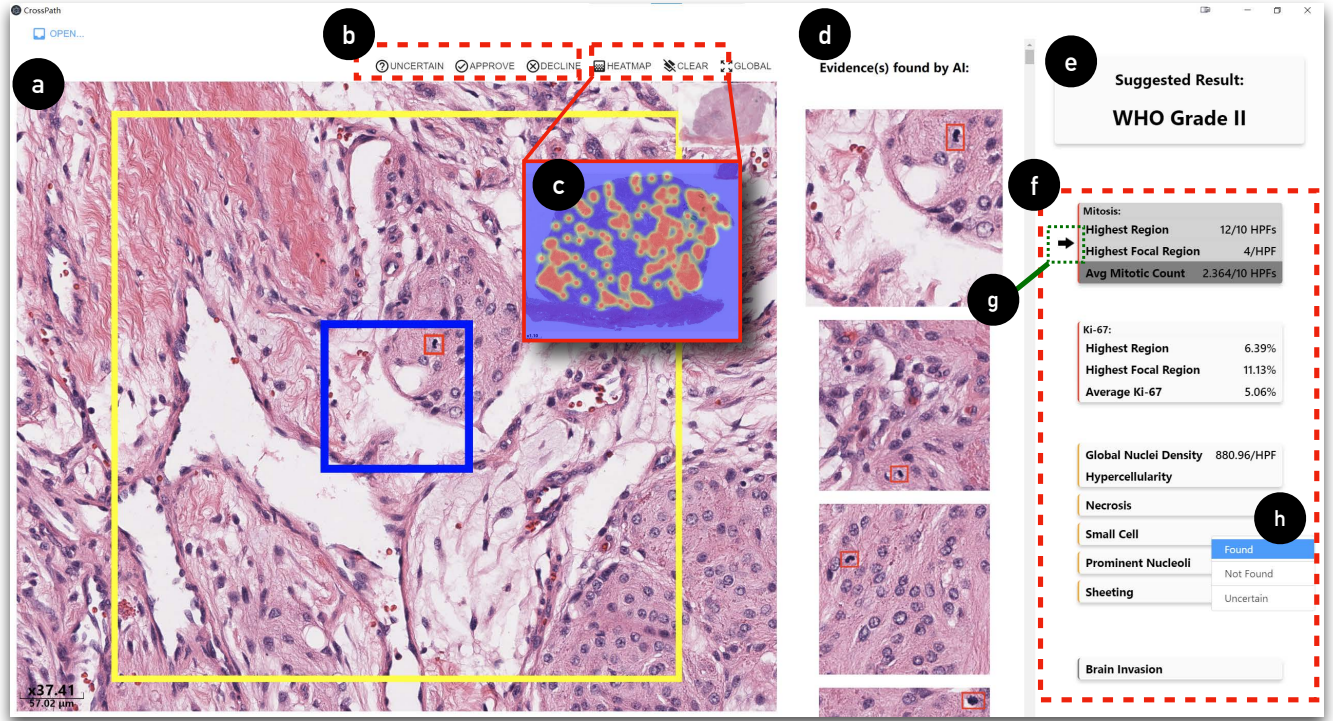 CrossPath
OPEN...
a
b
UNCERTAIN APPROVE DECLINE HEATMAP CLEAR GLOBAL
c
x37.41
57.02 µm
d
Evidence(s) found by AI:
e
Suggested Result:
WHO Grade II
f
Mitosis:
Highest Region 12/10 HPFs
Highest Focal Region 4/HPF
Avg Mitotic Count 2.364/10 HPFs
g
Ki-67:
Highest Region 6.39%
Highest Focal Region 11.13%
Average Ki-67 5.06%
Global Nuclei Density 880.96/HPF
Hypercellularity
Necrosis
Small Cell
Prominent Nucleoli
Sheeting
h
Found
Not Found
Uncertain
Brain Invasion